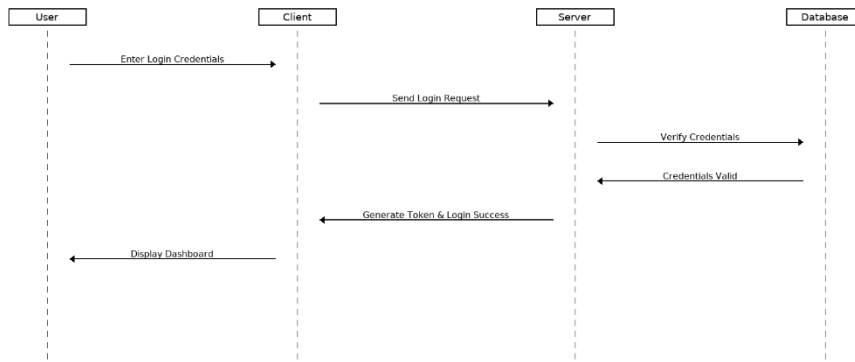 User
Client
Server
Database
Enter Login Credentials
Send Login Request
Verify Credentials
Credentials Valid
Generate Token & Login Success
Display Dashboard